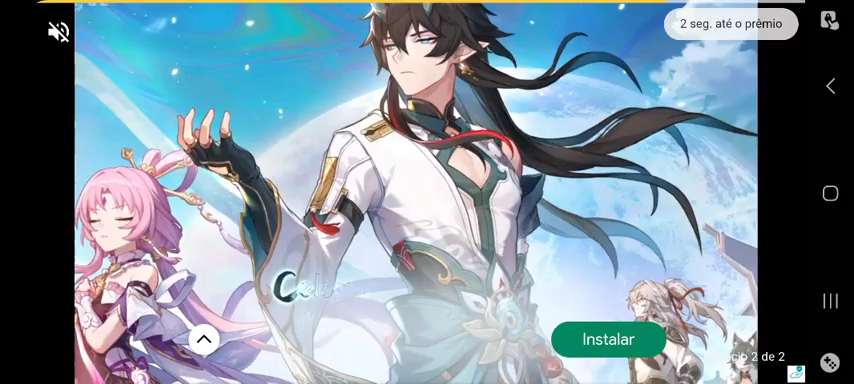 2 seg. até o prêmio
Instalar
2 de 2